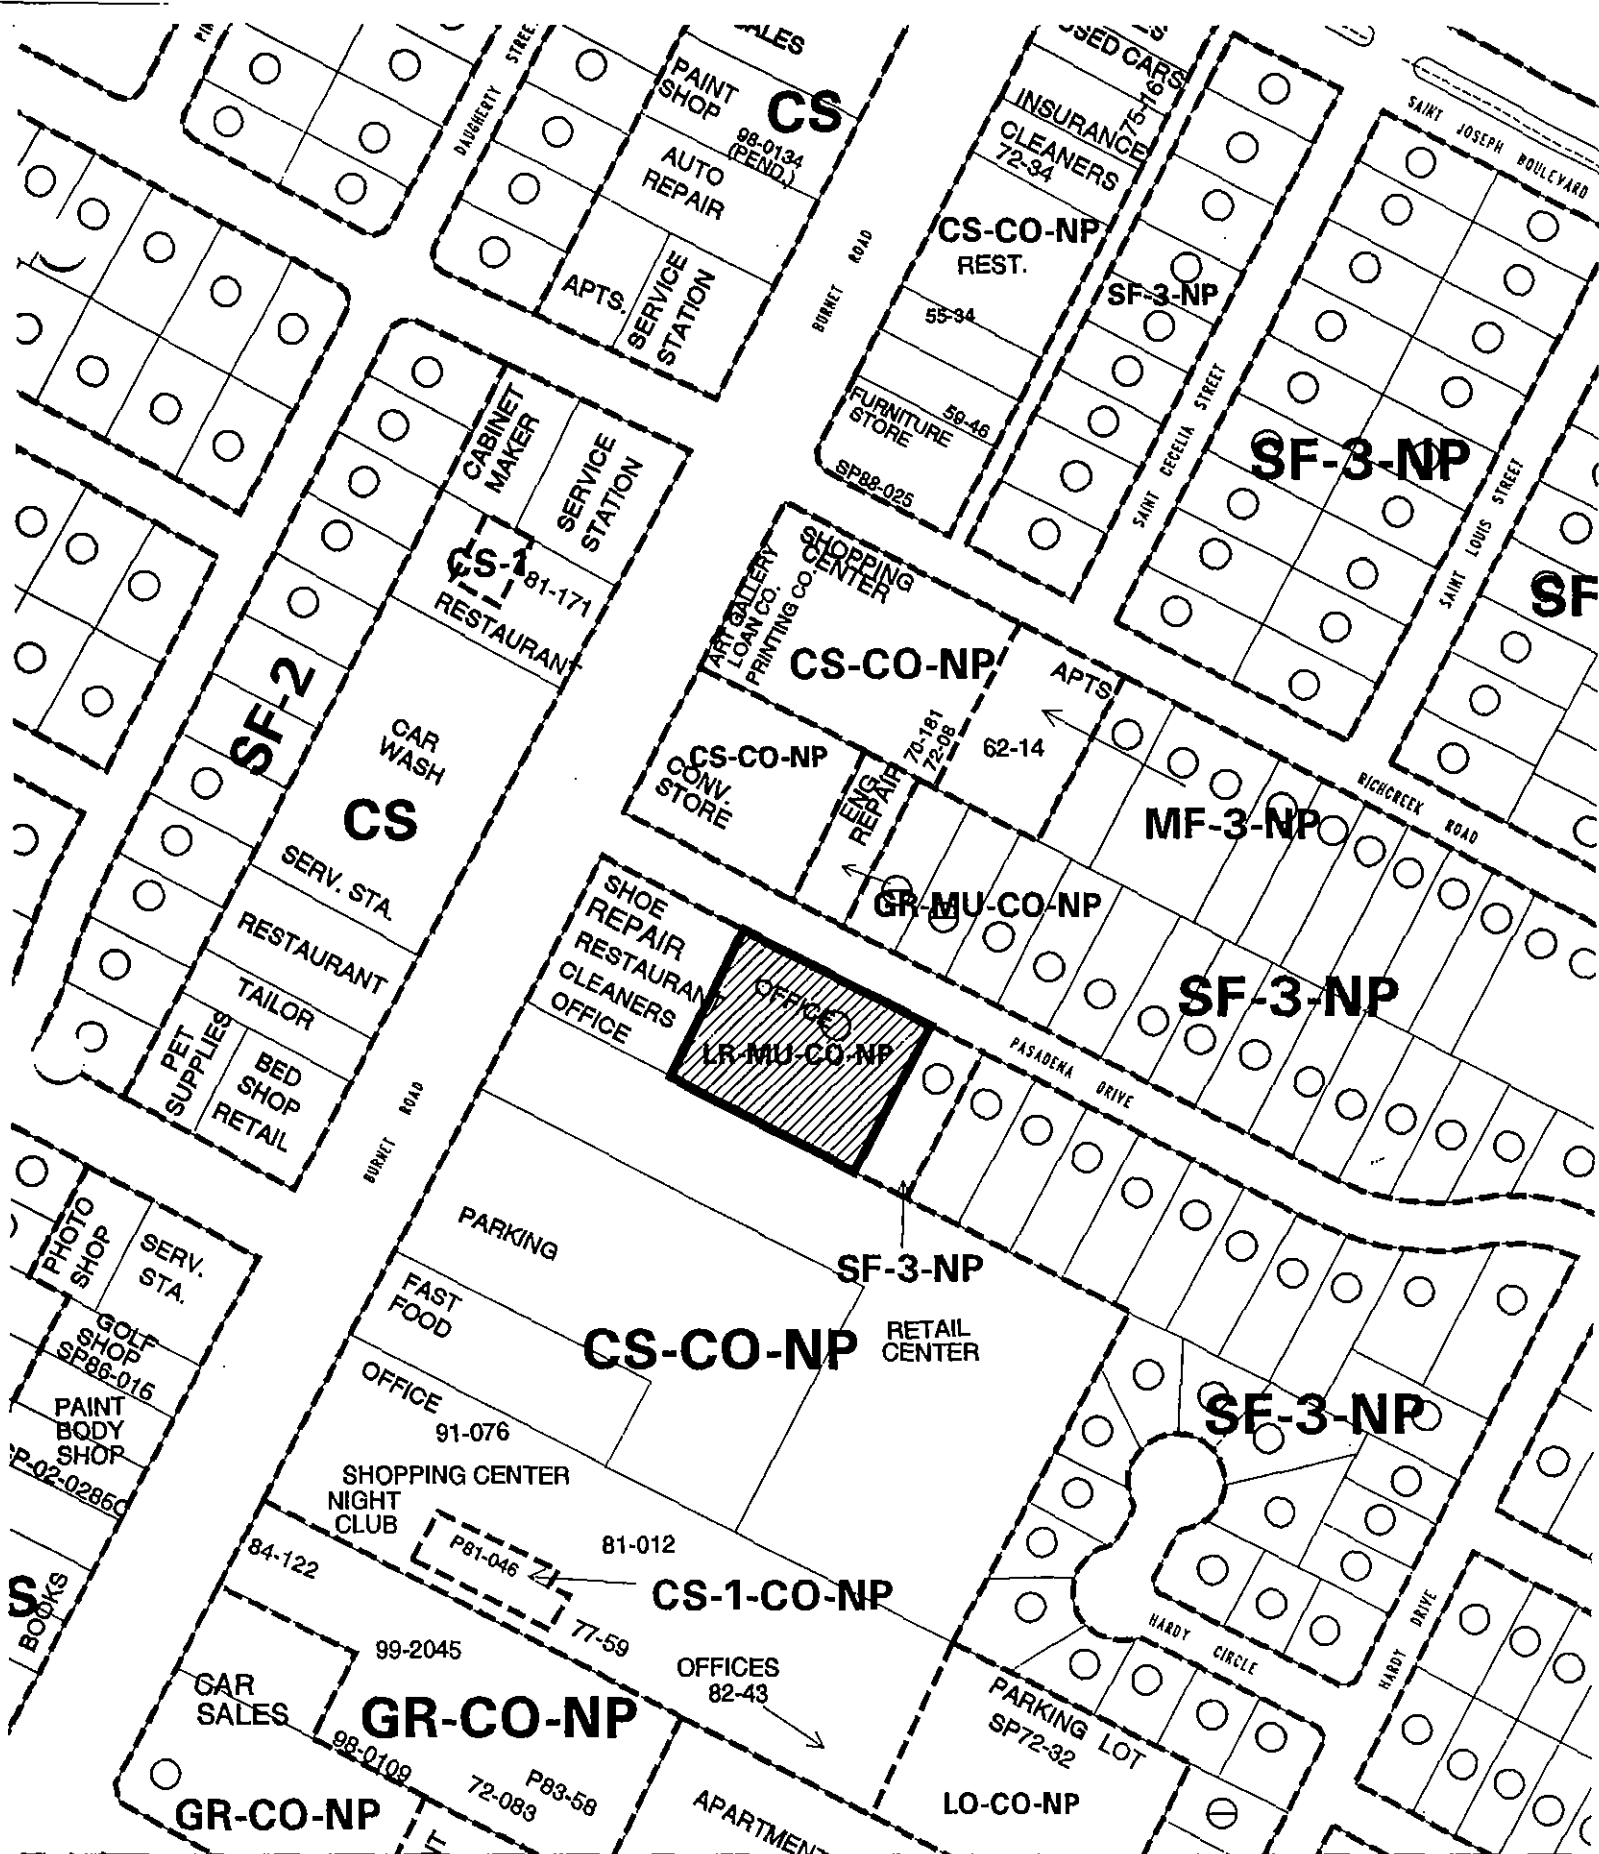 DAUGHERTY
PAINT
SHOP
CS
98-0134
(PEND.)
AUTO
REPAIR
APTS.
SERVICE
STATION
BURNET ROAD
USED CARS
75-16
INSURANCE
CLEANERS
72-34
CS-CO-NP
REST.
55-34
FURNITURE
STORE
59-46
SP88-025
SF-3-NP
SAINT CECELIA STREET
SAINT JOSEPH BOULEVARD
SF-3-NP
SAINT LOUIS STREET
SF
CABINET
MAKER
SERVICE
STATION
CS-1
81-171
RESTAURANT
SF-2
CAR
WASH
CS
SERV. STA.
RESTAURANT
TAILOR
PET
SUPPLIES
BED
SHOP
RETAIL
SHOPPING
CENTER
ART GALLERY
LOAN CO.
PRINTING CO.
CS-CO-NP
70-181
72-08
APTS.
62-14
CS-CO-NP
CONV.
STORE
ENG.
REPAIR
RICHCREEK ROAD
MF-3-NP
GR-MU-CO-NP
SF-3-NP
SHOE
REPAIR
RESTAURANT
CLEANERS
OFFICE
OFFICE
LR-MU-CO-NP
PASADENA DRIVE
BURNET ROAD
PHOTO
SHOP
SERV.
STA.
GOLF
SHOP
SP86-015
PAINT
BODY
SHOP
P-02-0285C
S
BOOKS
PARKING
SF-3-NP
FAST
FOOD
CS-CO-NP
RETAIL
CENTER
OFFICE
91-076
SF-3-NP
SHOPPING CENTER
NIGHT
CLUB
P81-046
81-012
84-122
CS-1-CO-NP
77-59
99-2045
OFFICES
82-43
HARDY CIRCLE
HARDY DRIVE
CAR
SALES
GR-CO-NP
98-0109
72-083
P83-58
PARKING LOT
SP72-32
GR-CO-NP
LO-CO-NP